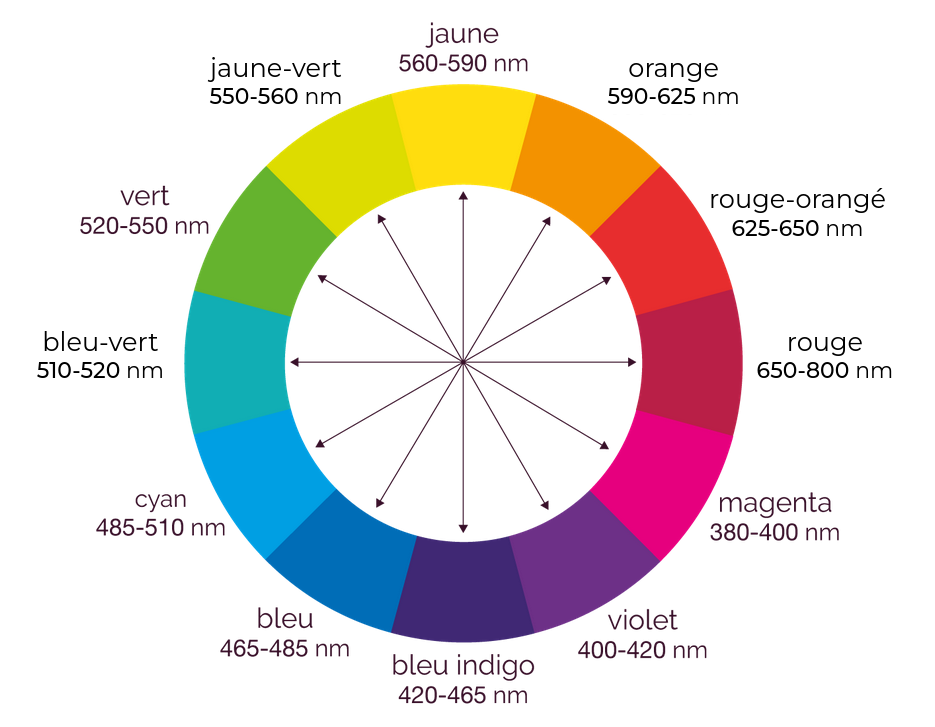 jaune
560-590 nm
orange
590-625 nm
rouge-orangé
625-650 nm
rouge
650-800 nm
magenta
380-400 nm
violet
400-420 nm
bleu indigo
420-465 nm
bleu
465-485 nm
cyan
485-510 nm
bleu-vert
510-520 nm
vert
520-550 nm
jaune-vert
550-560 nm